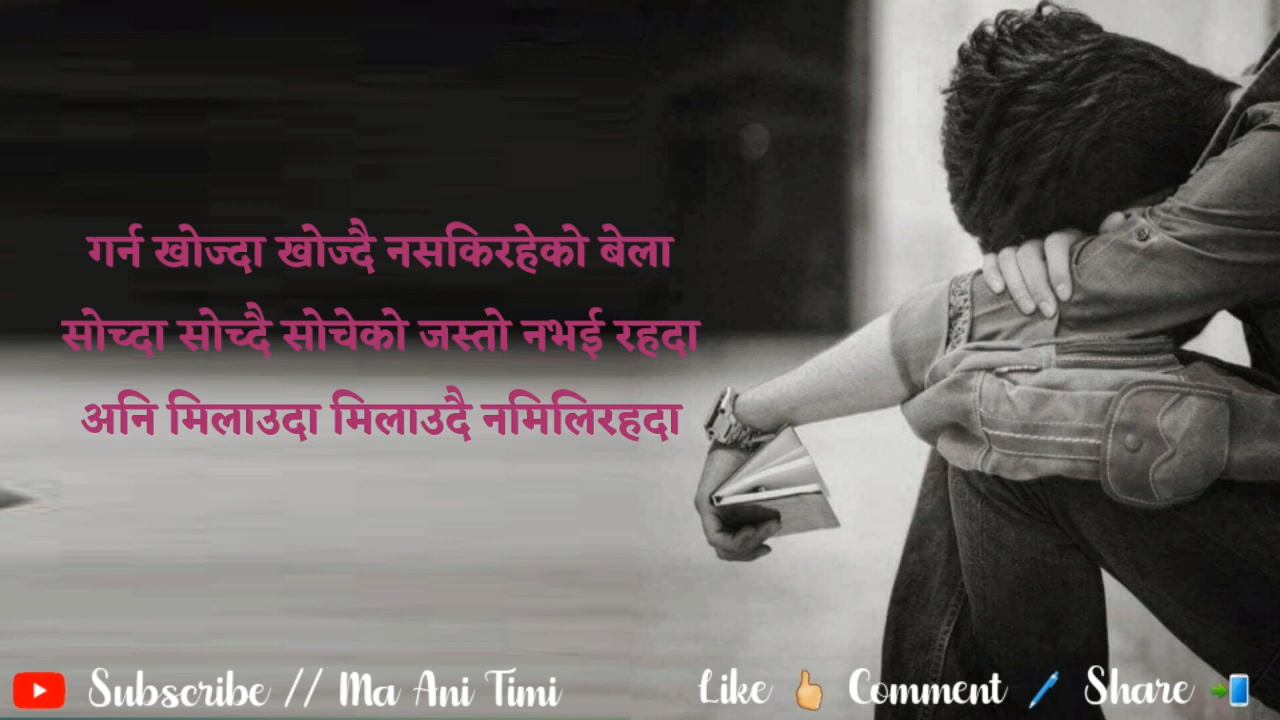 गर्न खोज्दा खोज्दै नसकिरहेको बेला
सोच्दा सोच्दै सोचेको जस्तो नभई रहदा
अनि मिलाउदा मिलाउदै नमिलिरहदा
Subscribe // Ma Ani Timi Like Comment Share